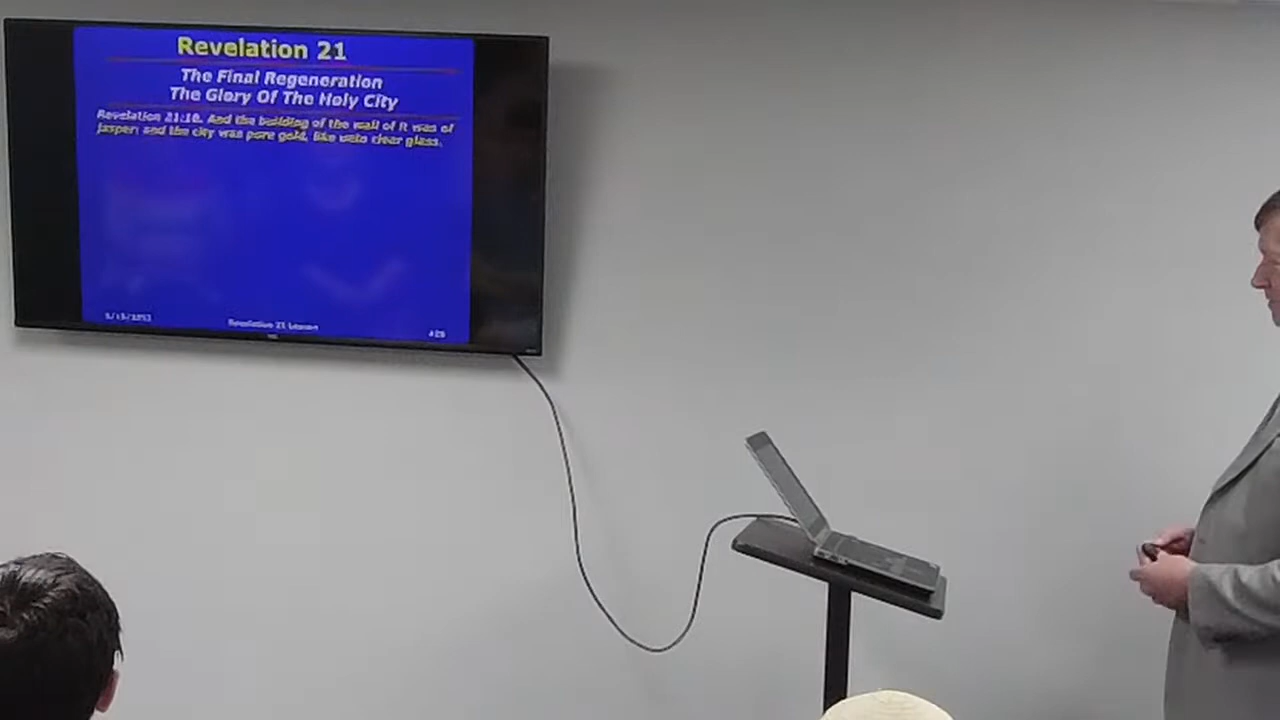 Revelation 21
The Final Regeneration
The Glory Of The Holy City
Revelation 21:18. And the building of the wall of it was of
jasper: and the city was pure gold, like unto clear glass.
Revelation 21 Lesson